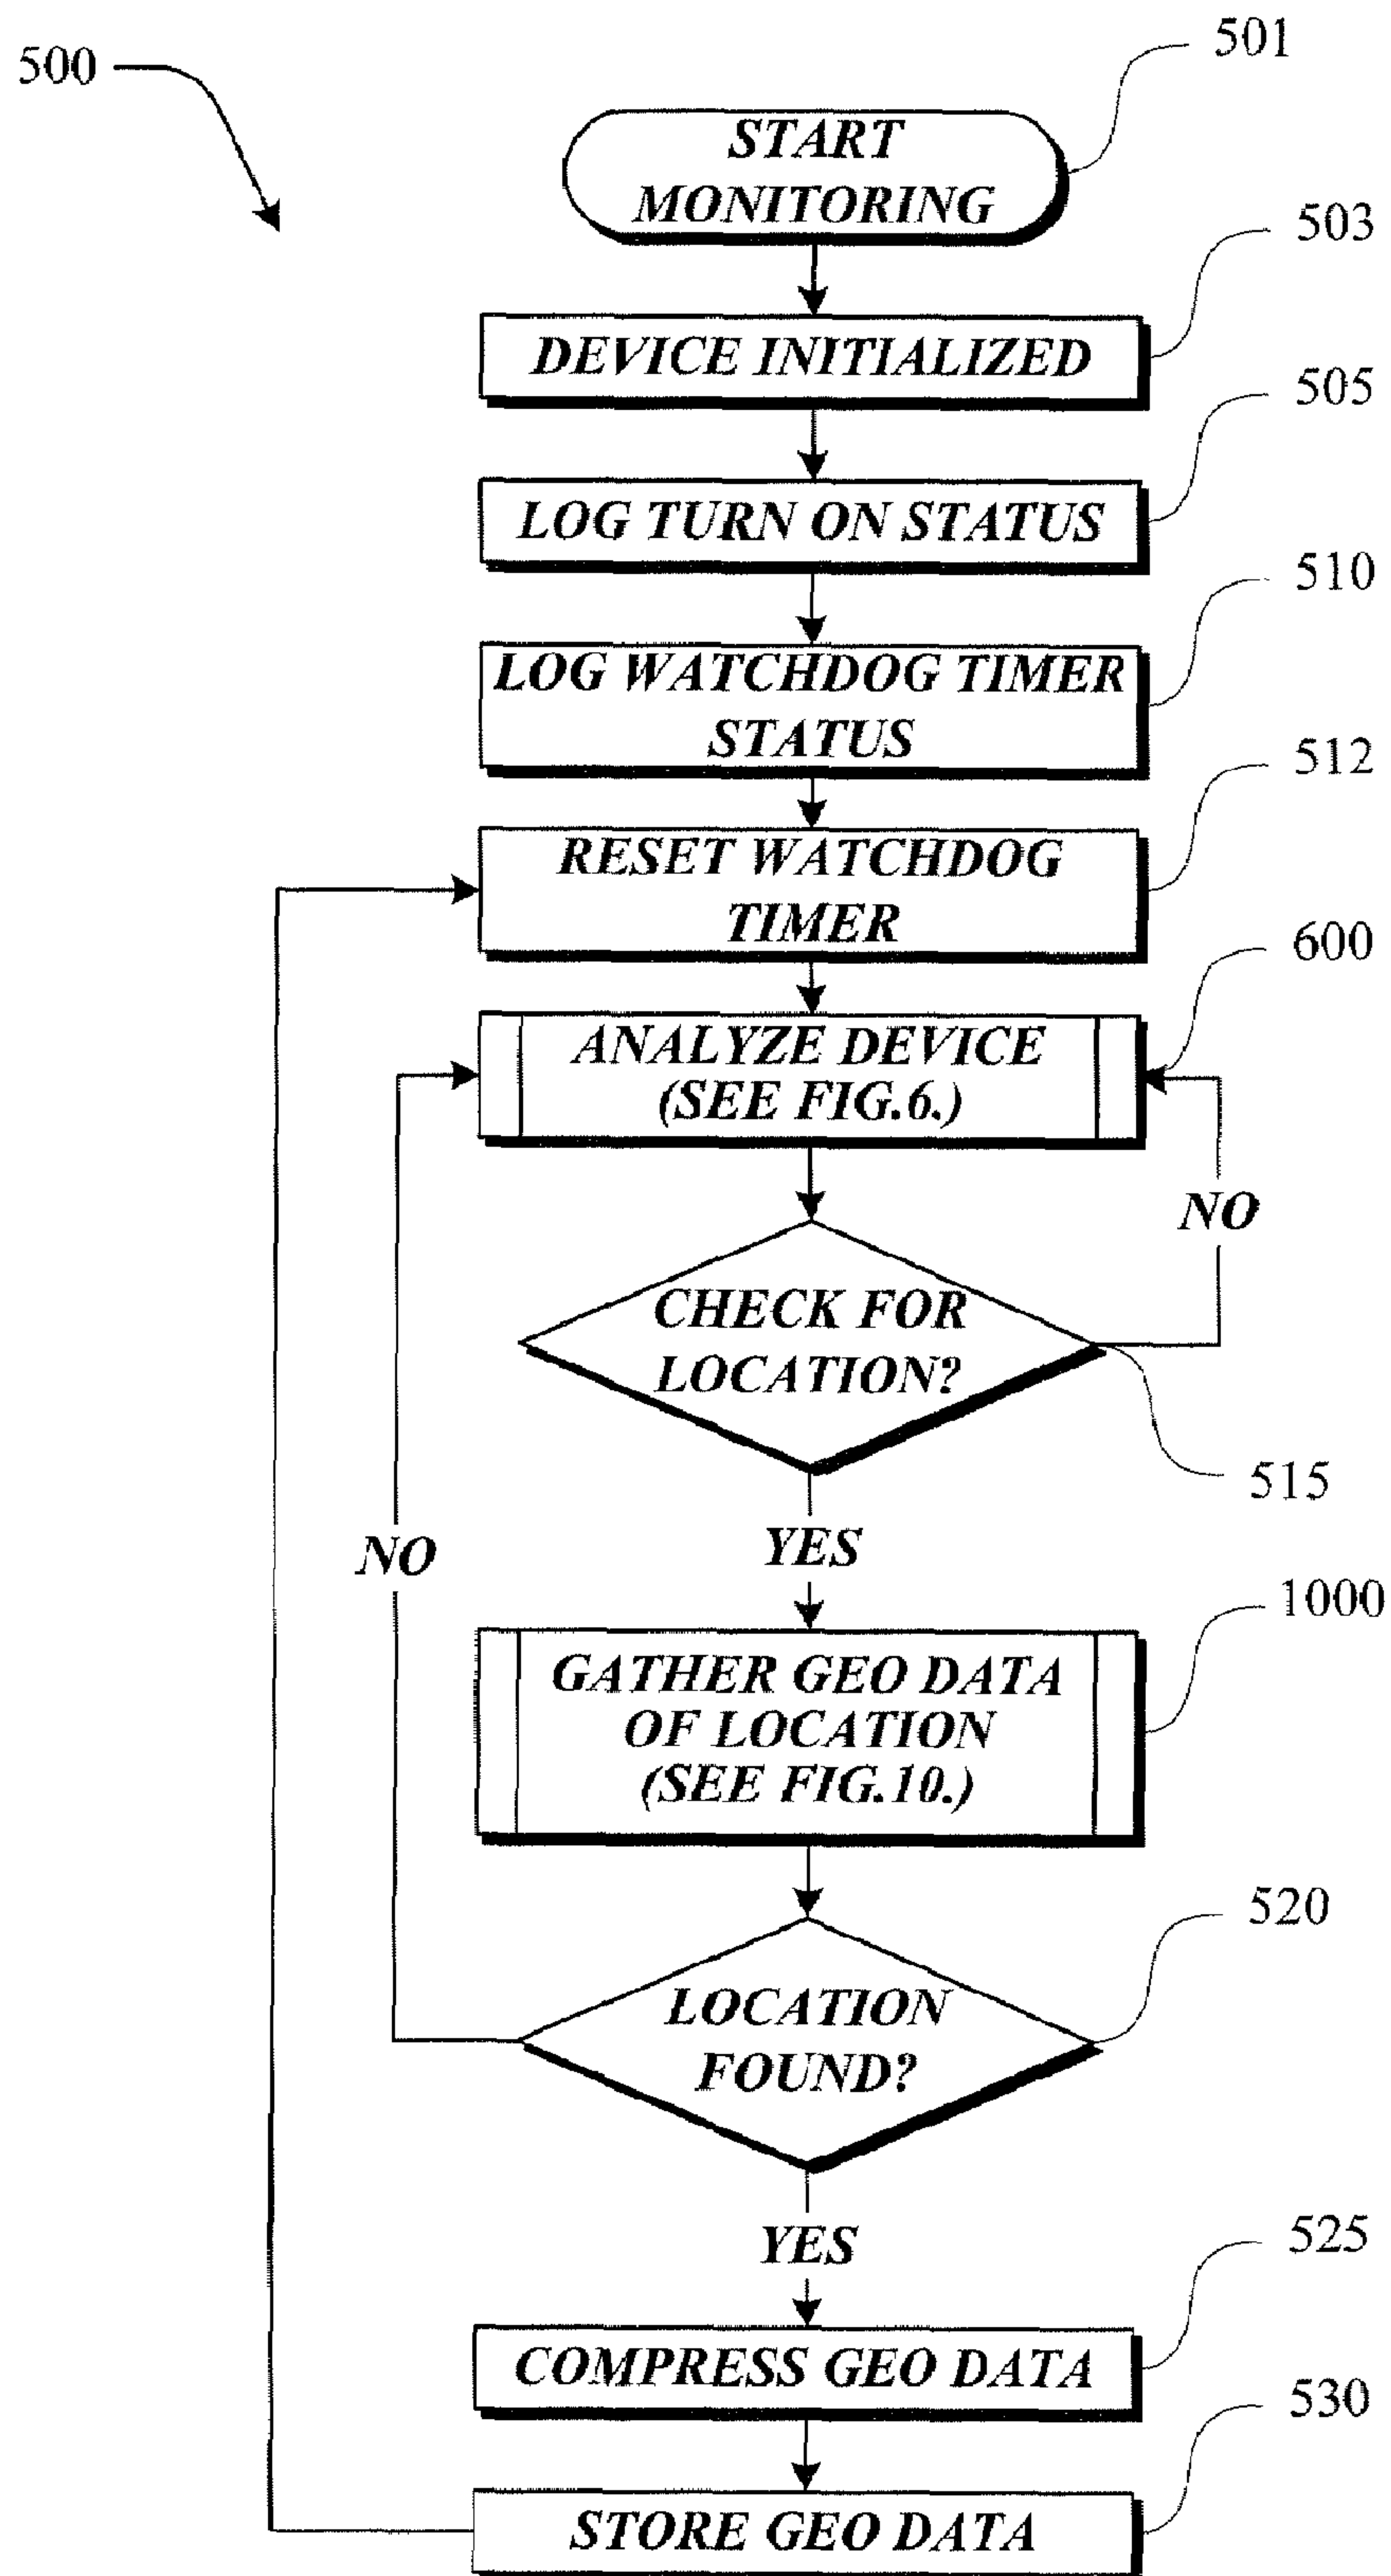 500
501
START
MONITORING
503
DEVICE INITIALIZED
505
LOG TURN ON STATUS
510
LOG WATCHDOG TIMER
STATUS
512
RESET WATCHDOG
TIMER
600
ANALYZE DEVICE
(SEE FIG.6.)
NO
CHECK FOR
LOCATION?
515
YES
NO
1000
GATHER GEO DATA
OF LOCATION
(SEE FIG.10.)
520
LOCATION
FOUND?
YES
525
COMPRESS GEO DATA
530
STORE GEO DATA